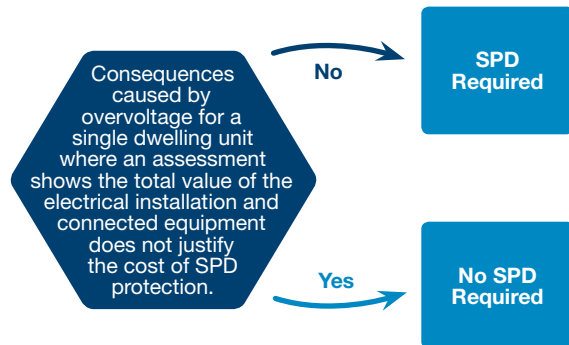 Consequences
caused by
overvoltage for a
single dwelling unit
where an assessment
shows the total value of the
electrical installation and
connected equipment
does not justify
the cost of SPD
protection.
No
SPD
Required
Yes
No SPD
Required